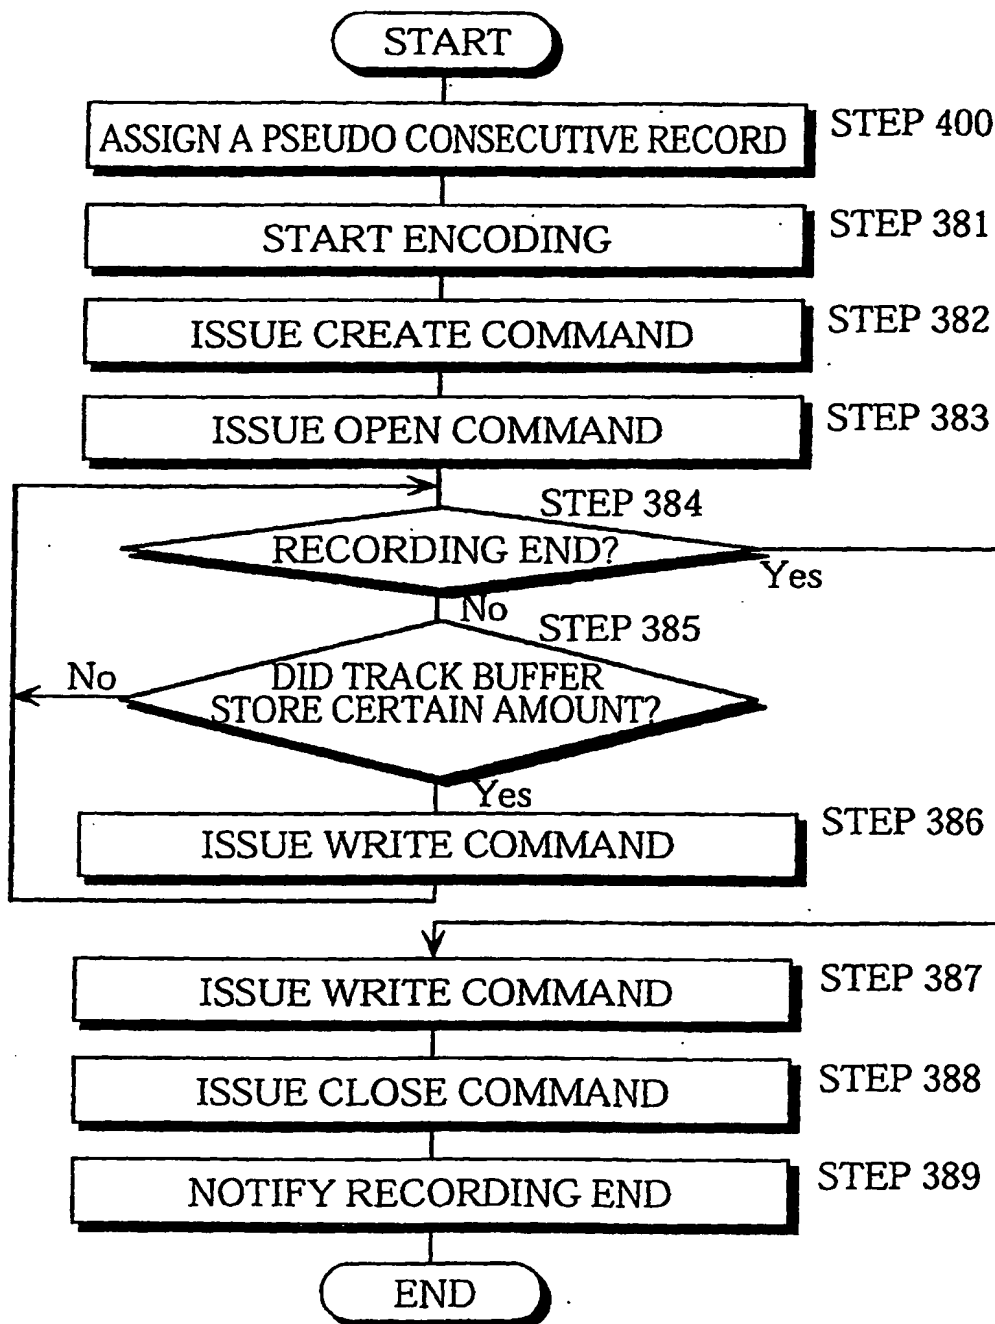 START
ASSIGN A PSEUDO CONSECUTIVE RECORD STEP 400
START ENCODING STEP 381
ISSUE CREATE COMMAND STEP 382
ISSUE OPEN COMMAND STEP 383
STEP 384
RECORDING END?
Yes
No
STEP 385
No
DID TRACK BUFFER
STORE CERTAIN AMOUNT?
Yes
ISSUE WRITE COMMAND STEP 386
ISSUE WRITE COMMAND STEP 387
ISSUE CLOSE COMMAND STEP 388
NOTIFY RECORDING END STEP 389
END